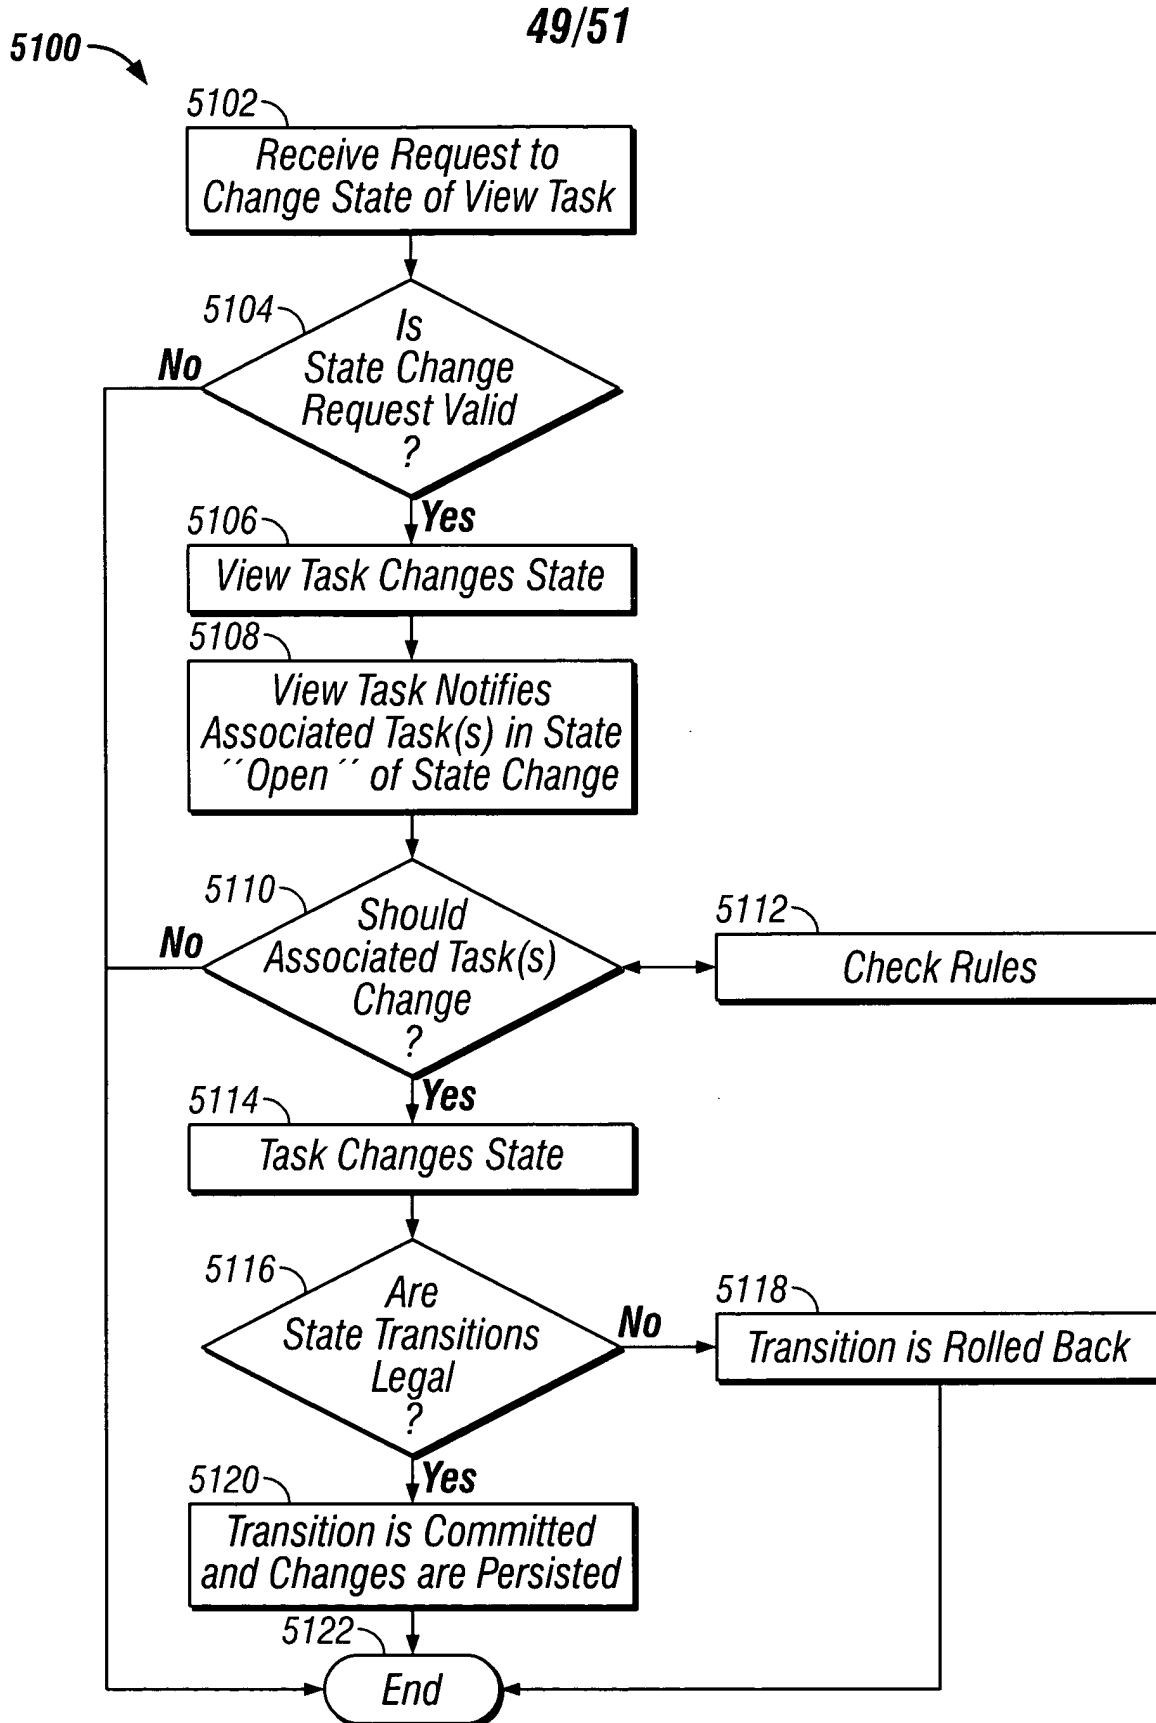 49/51
5100
5102
Receive Request to
Change State of View Task
5104
Is
State Change
Request Valid
?
No
Yes
5106
View Task Changes State
5108
View Task Notifies
Associated Task(s) in State
´´Open´´ of State Change
5110
Should
Associated Task(s)
Change
?
No
5112
Check Rules
Yes
5114
Task Changes State
5116
Are
State Transitions
Legal
?
No
5118
Transition is Rolled Back
Yes
5120
Transition is Committed
and Changes are Persisted
5122
End